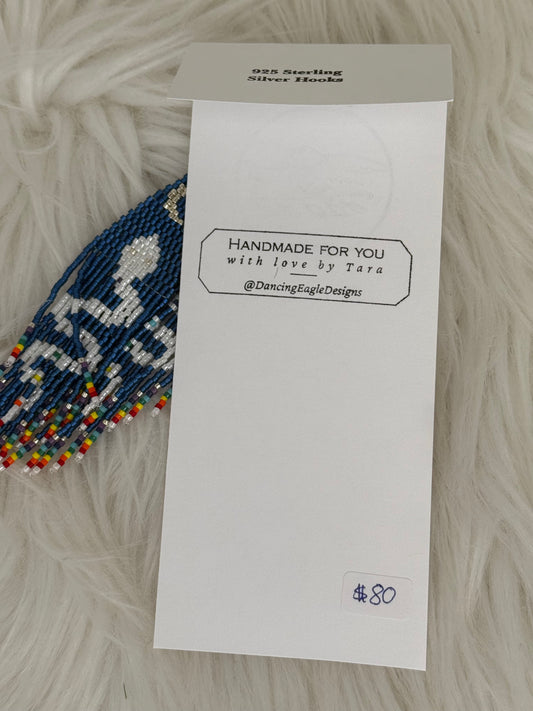 925 Sterling
Silver Hooks
HANDMADE FOR YOU
with love by Tara
@DancingEagleDesigns
$80